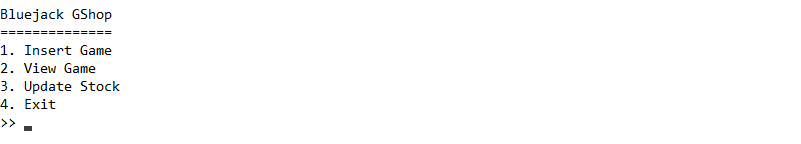 Bluejack GShop
==============
1. Insert Game
2. View Game
3. Update Stock
4. Exit
>>